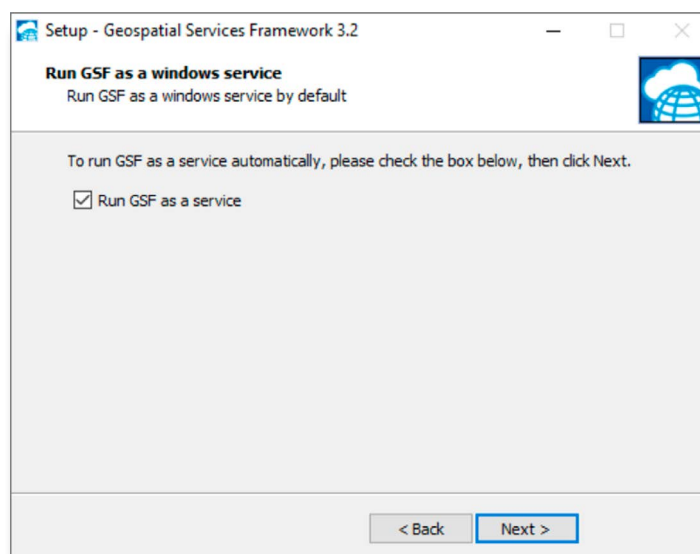 Setup - Geospatial Services Framework 3.2
Run GSF as a windows service
Run GSF as a windows service by default
To run GSF as a service automatically, please check the box below, then click Next.
Run GSF as a service
< Back
Next >